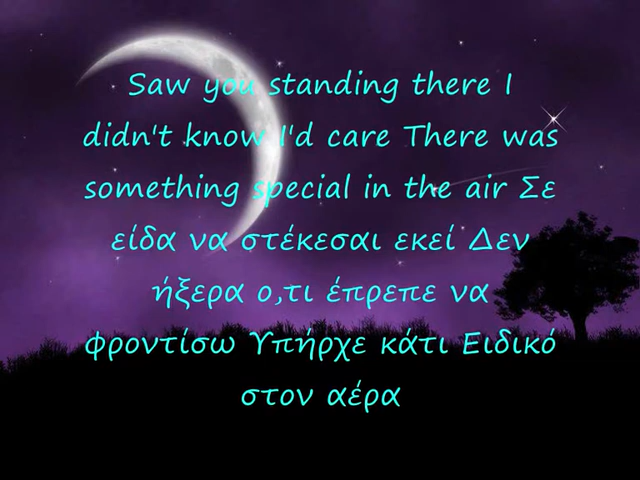 Saw you standing there I
didn't know I'd care There was
something special in the air Σε
είδα να στέκεσαι εκεί Δεν
ήξερα ο,τι έπρεπε να
φροντίσω Υπήρχε κάτι Ειδικό
στον αέρα